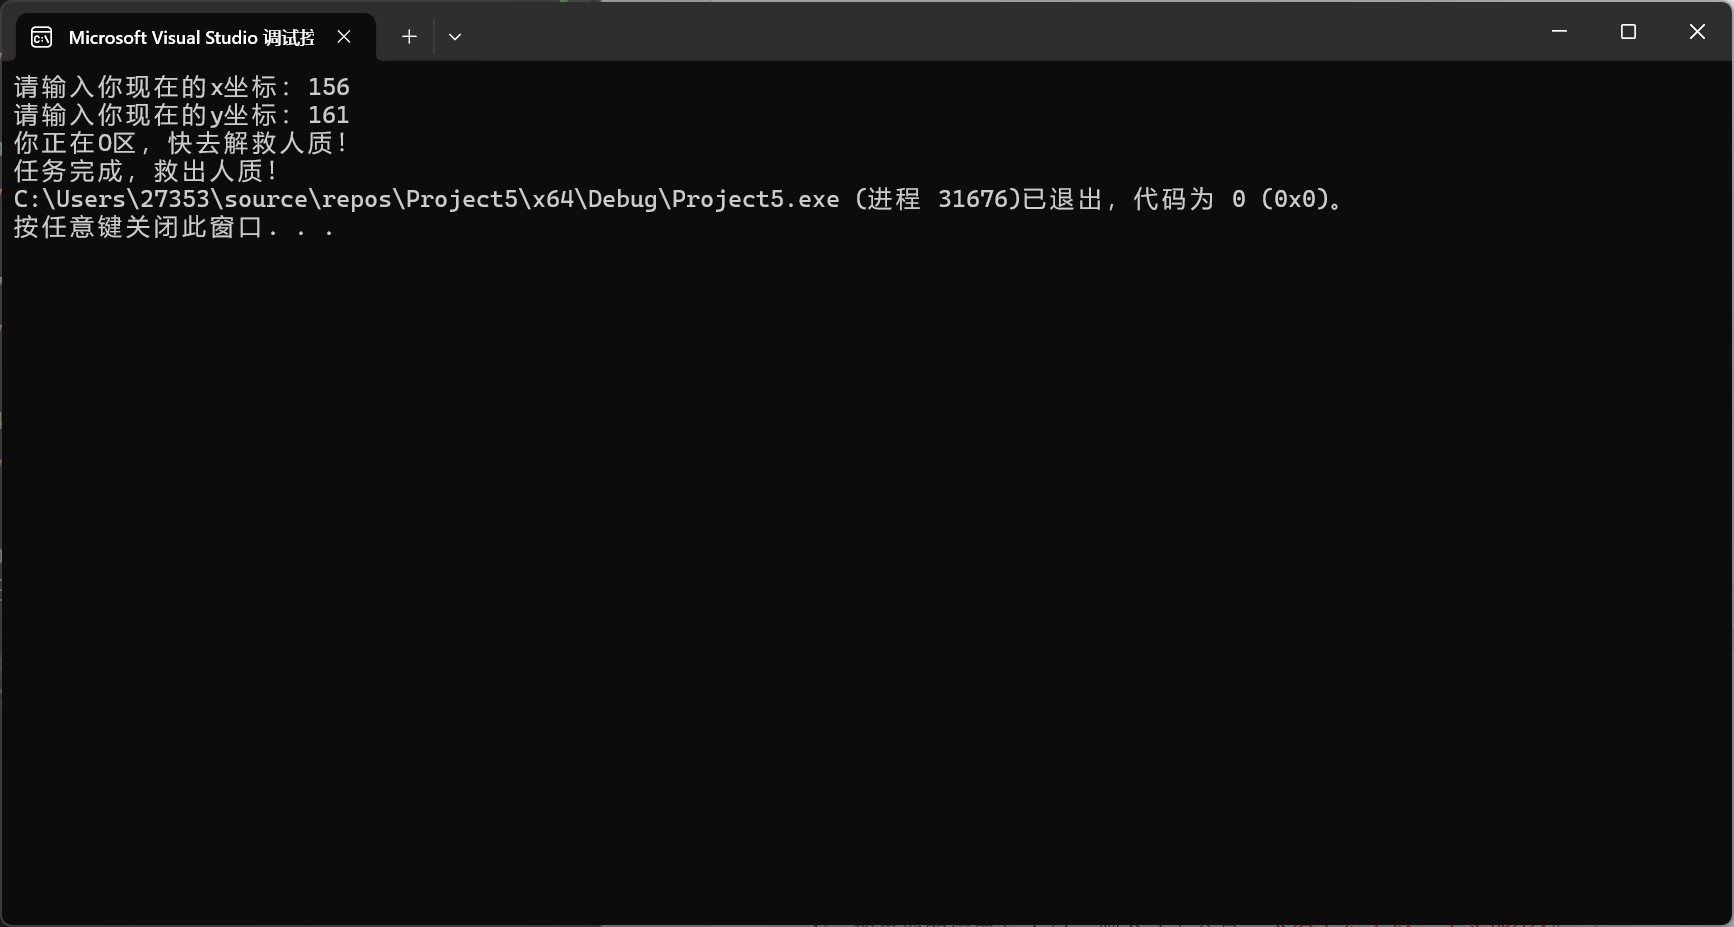 Microsoft Visual Studio 调试控
请输入你现在的x坐标：156
请输入你现在的y坐标：161
你正在O区，快去解救人质！
任务完成，救出人质！
C:\Users\27353\source\repos\Project5\x64\Debug\Project5.exe (进程 31676)已退出，代码为 0 (0x0)。
按任意键关闭此窗口. . .